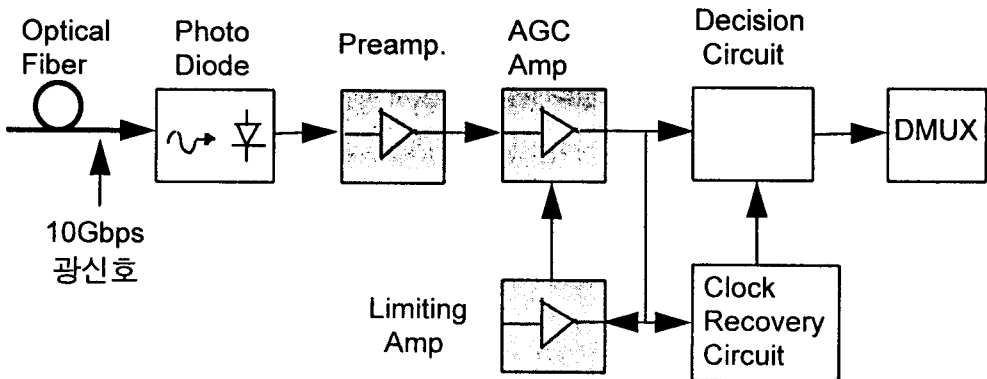 Optical
Fiber
Photo
Diode
Preamp.
AGC
Amp
Decision
Circuit
DMUX
10Gbps
광신호
Limiting
Amp
Clock
Recovery
Circuit